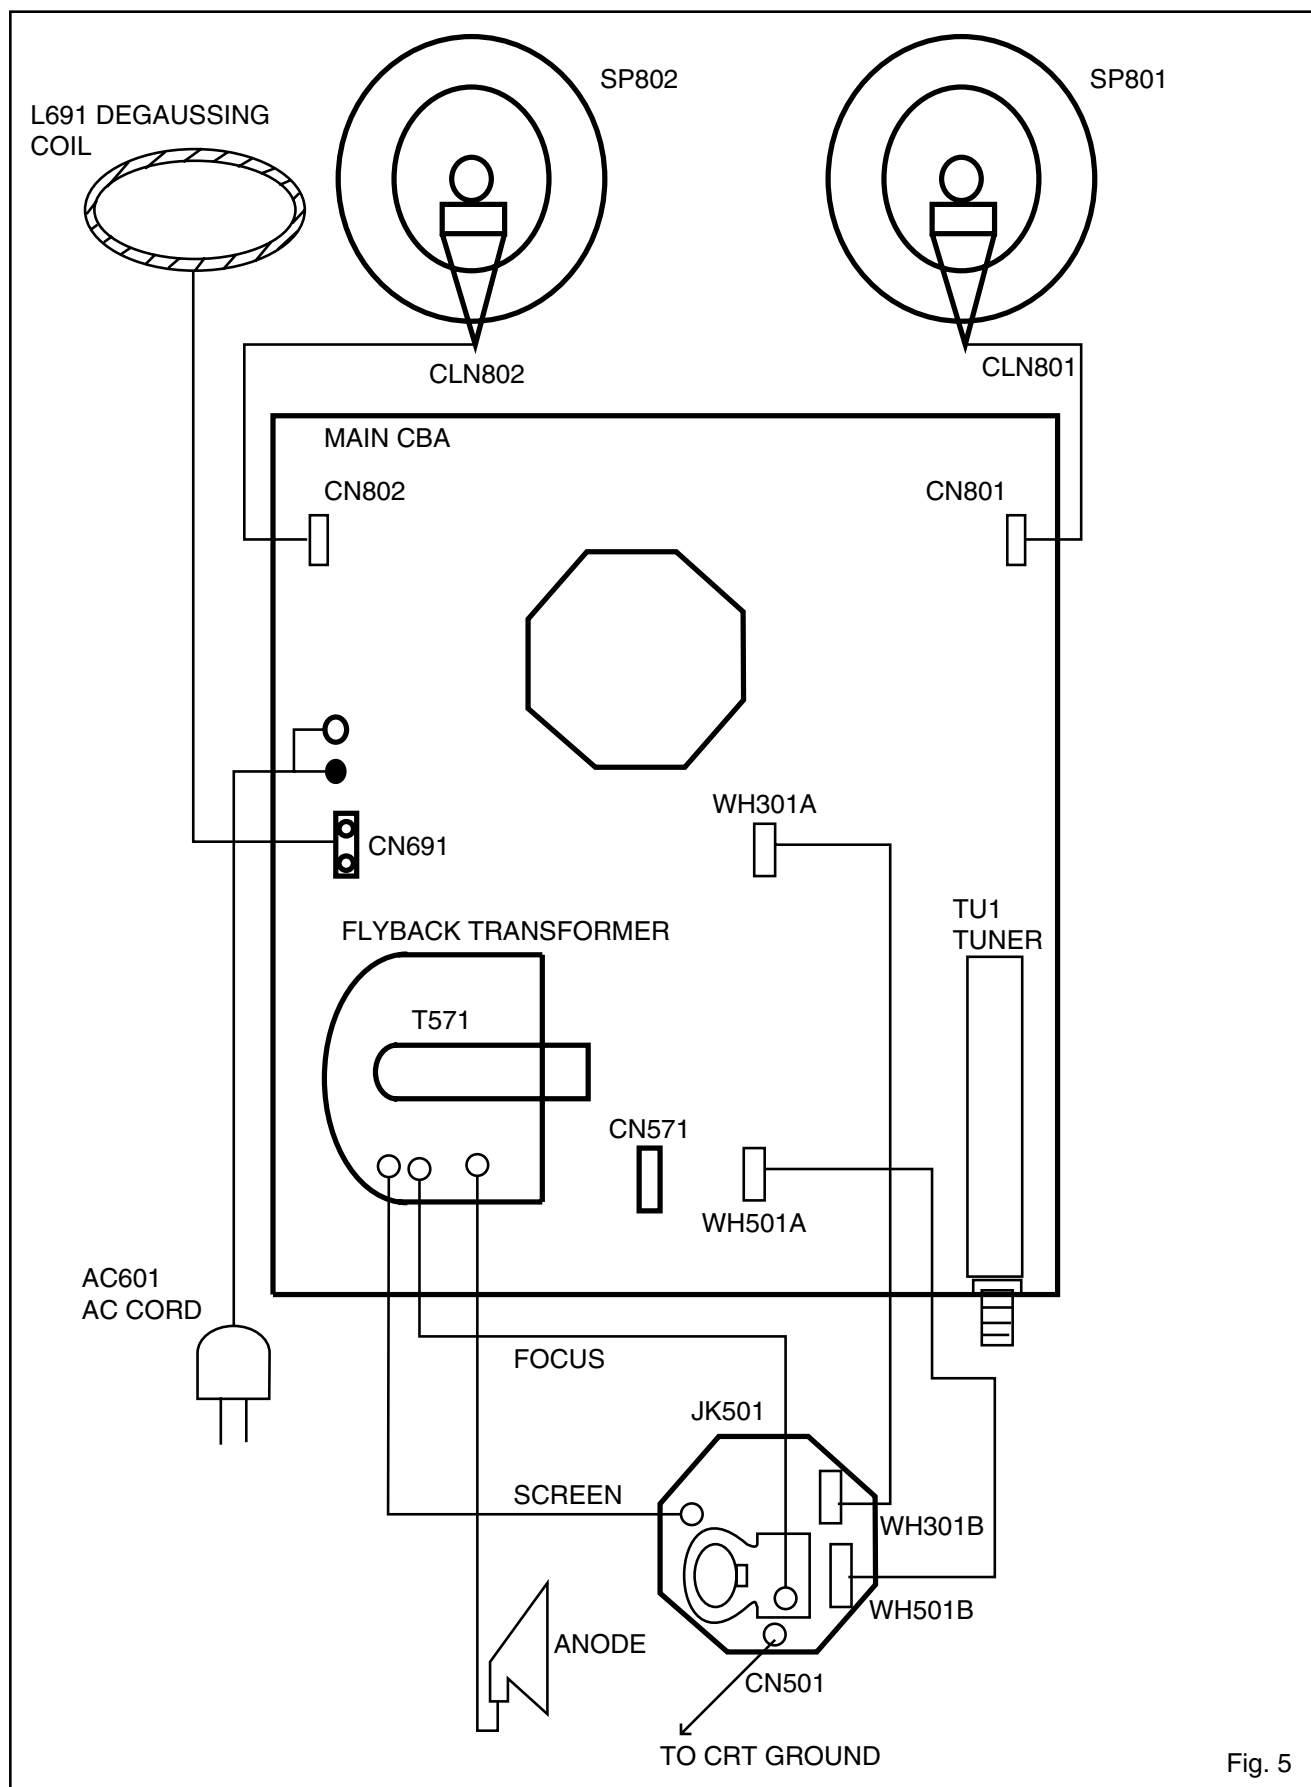 SP802
SP801
L691 DEGAUSSING
COIL
CLN802
CLN801
MAIN CBA
CN802
CN801
WH301A
CN691
TU1
TUNER
FLYBACK TRANSFORMER
T571
CN571
WH501A
AC601
AC CORD
FOCUS
JK501
SCREEN
WH301B
WH501B
ANODE
CN501
TO CRT GROUND
Fig. 5